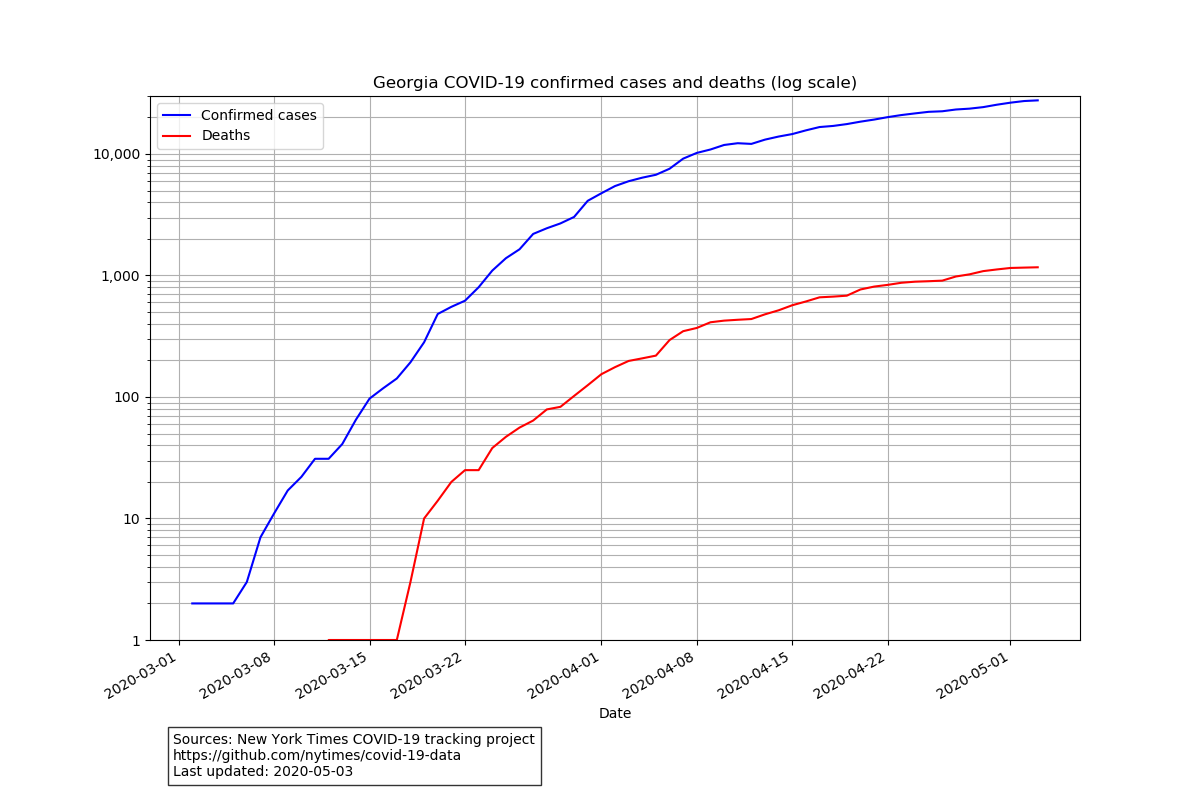 Georgia COVID-19 confirmed cases and deaths (log scale)
Confirmed cases
Deaths
10,000
1,000
100
10
1
2020-03-01
2020-03-08
2020-03-15
2020-03-22
2020-04-01
2020-04-08
2020-04-15
2020-04-22
2020-05-01
Date
Sources: New York Times COVID-19 tracking project
https://github.com/nytimes/covid-19-data
Last updated: 2020-05-03